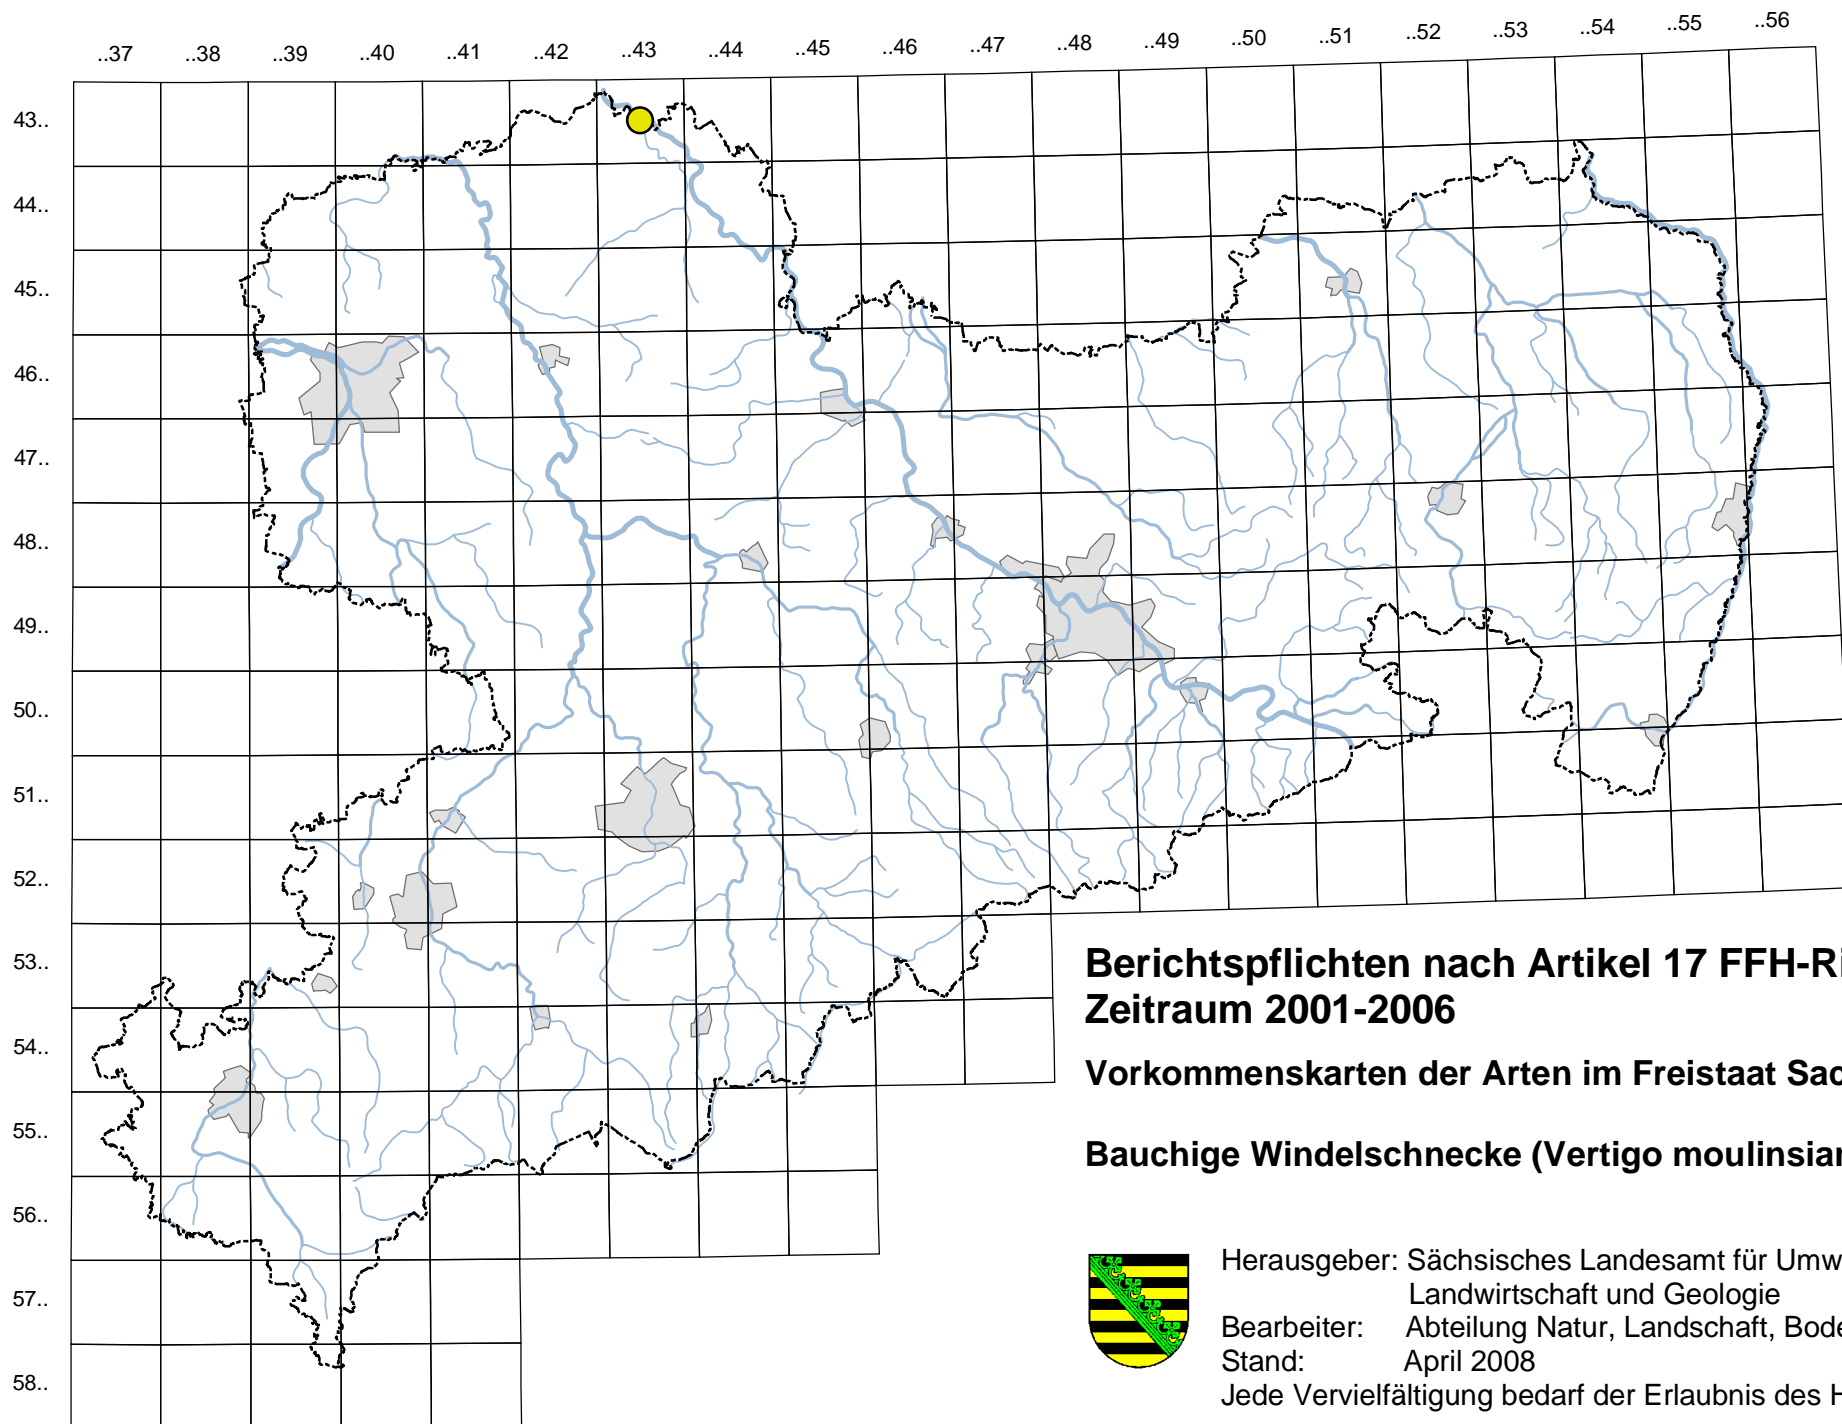 ..37 ..38 ..39 ..40 ..41 ..42 ..43 ..44 ..45 ..46 ..47 ..48 ..49 ..50 ..51 ..52 ..53 ..54 ..55 ..56
43..
44..
45..
46..
47..
48..
49..
50..
51..
52..
53..
54..
55..
56..
57..
58..
Berichtspflichten nach Artikel 17 FFH-Ri
Zeitraum 2001-2006
Vorkommenskarten der Arten im Freistaat Sac
Bauchige Windelschnecke (Vertigo moulinsian
Herausgeber: Sächsisches Landesamt für Umw
Landwirtschaft und Geologie
Bearbeiter: Abteilung Natur, Landschaft, Bode
Stand: April 2008
Jede Vervielfältigung bedarf der Erlaubnis des H